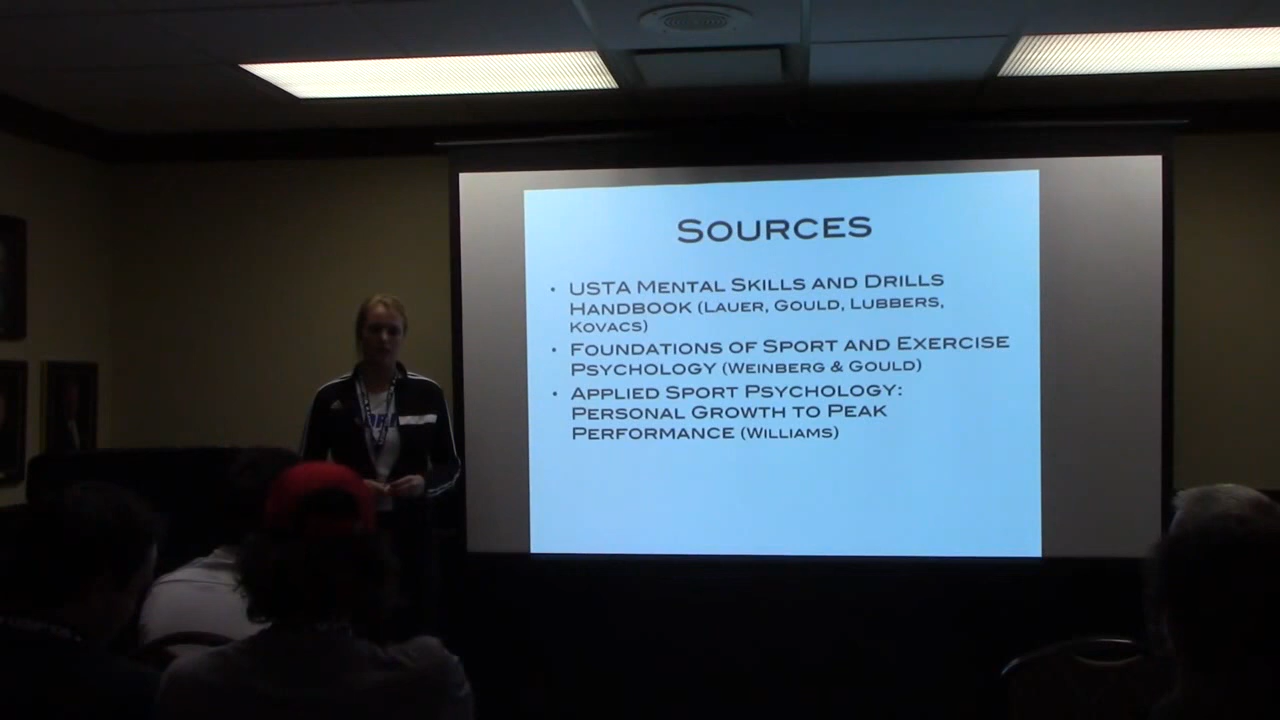 SOURCES
• USTA MENTAL SKILLS AND DRILLS
HANDBOOK (LAUER, GOULD, LUBBERS,
KOVACS)
• FOUNDATIONS OF SPORT AND EXERCISE
PSYCHOLOGY (WEINBERG & GOULD)
• APPLIED SPORT PSYCHOLOGY:
PERSONAL GROWTH TO PEAK
PERFORMANCE (WILLIAMS)